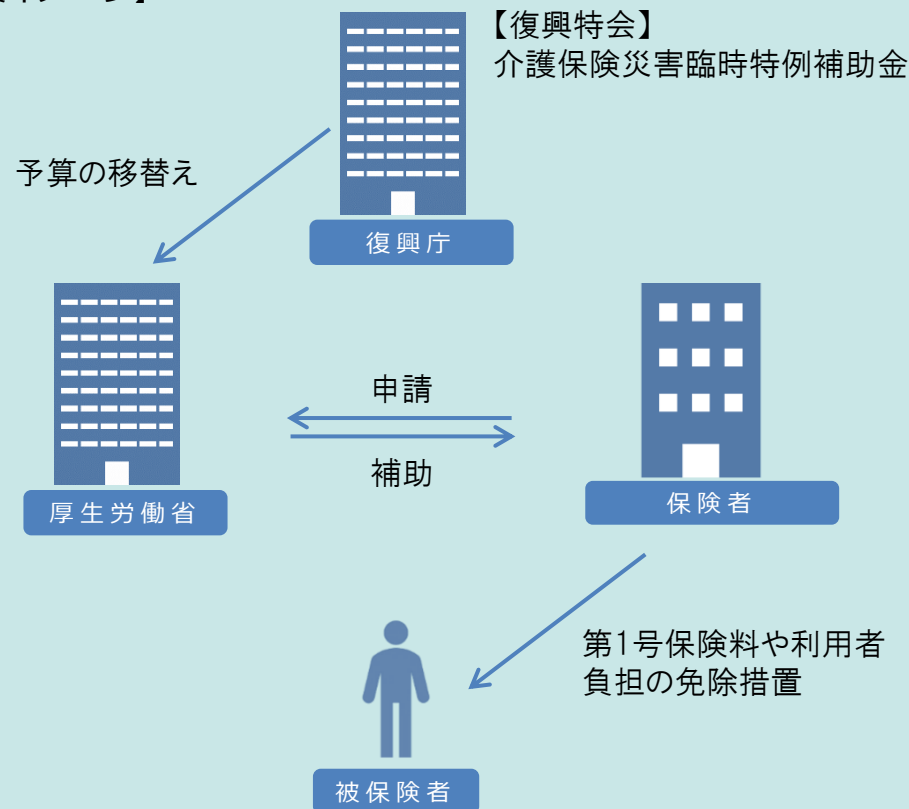 【復興特会】
介護保険災害臨時特例補助金
予算の移替え
復興庁
申請
補助
厚生労働省
保険者
第1号保険料や利用者
負担の免除措置
被保険者